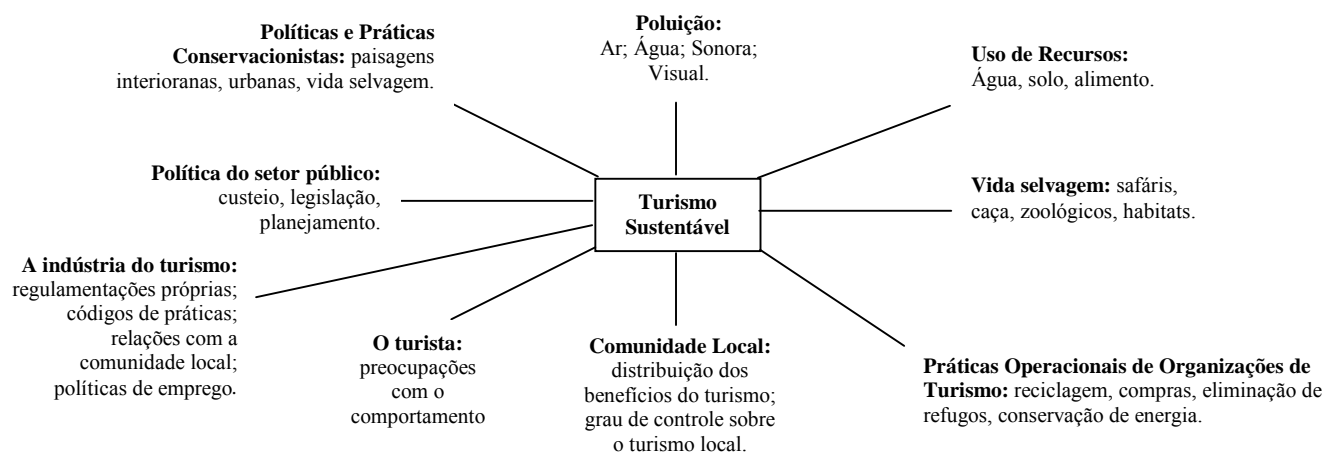 Políticas e Práticas
Conservacionistas: paisagens
interioranas, urbanas, vida selvagem.
Poluição:
Ar; Água; Sonora;
Visual.
Uso de Recursos:
Água, solo, alimento.
Política do setor público:
custeio, legislação,
planejamento.
Turismo
Sustentável
Vida selvagem: safáris,
caça, zoológicos, habitats.
A indústria do turismo:
regulamentações próprias;
códigos de práticas;
relações com a
comunidade local;
políticas de emprego.
O turista:
preocupações
com o
comportamento
Comunidade Local:
distribuição dos
benefícios do turismo;
grau de controle sobre
o turismo local.
Práticas Operacionais de Organizações de
Turismo: reciclagem, compras, eliminação de
refugos, conservação de energia.